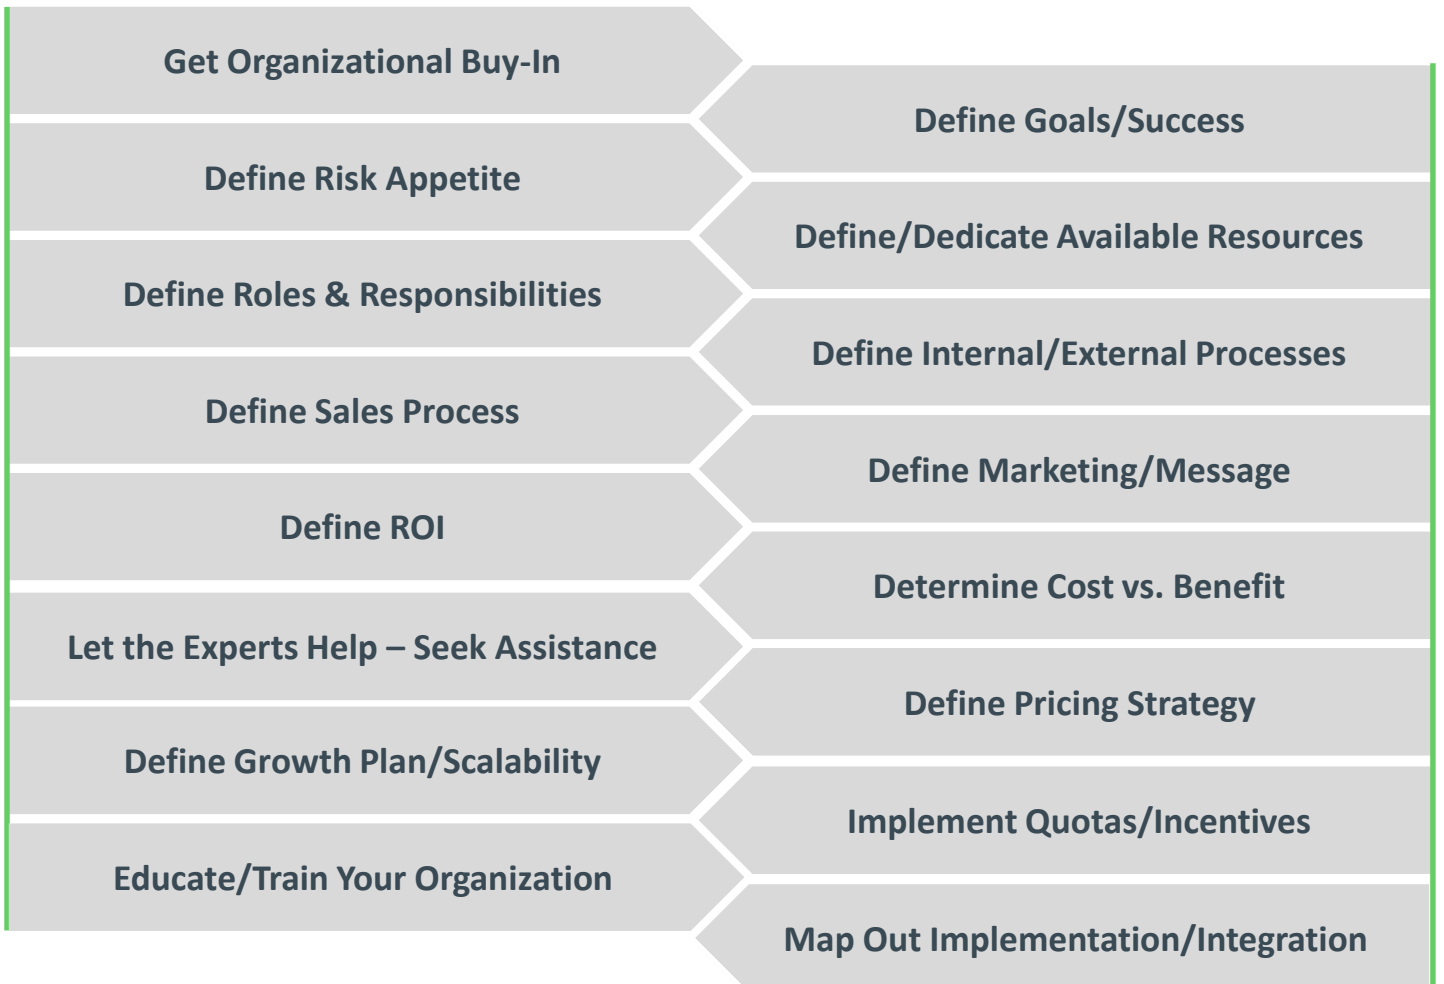 Get Organizational Buy-In
Define Goals/Success
Define Risk Appetite
Define/Dedicate Available Resources
Define Roles & Responsibilities
Define Internal/External Processes
Define Sales Process
Define Marketing/Message
Define ROI
Determine Cost vs. Benefit
Let the Experts Help – Seek Assistance
Define Pricing Strategy
Define Growth Plan/Scalability
Implement Quotas/Incentives
Educate/Train Your Organization
Map Out Implementation/Integration